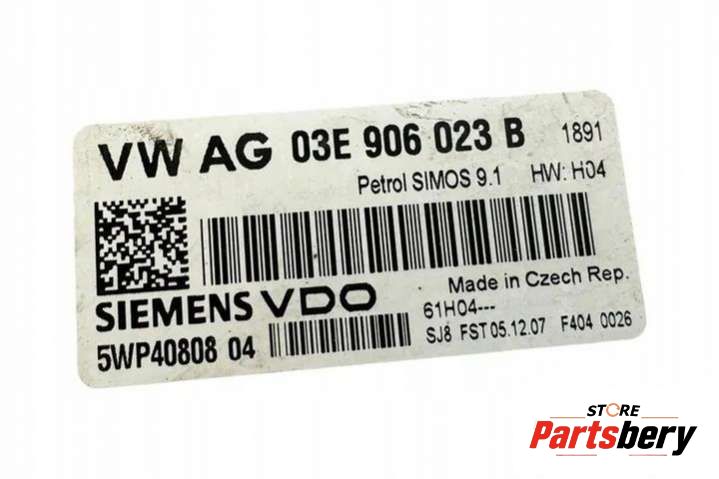 VW AG 03E 906 023 B 1891
Petrol SIMOS 9.1 HW: H04
Made in Czech Rep.
SIEMENS VDO
61H04---
5WP40808 04
SJ8 FST 05.12.07 F404 0026
STORE
Partsbery